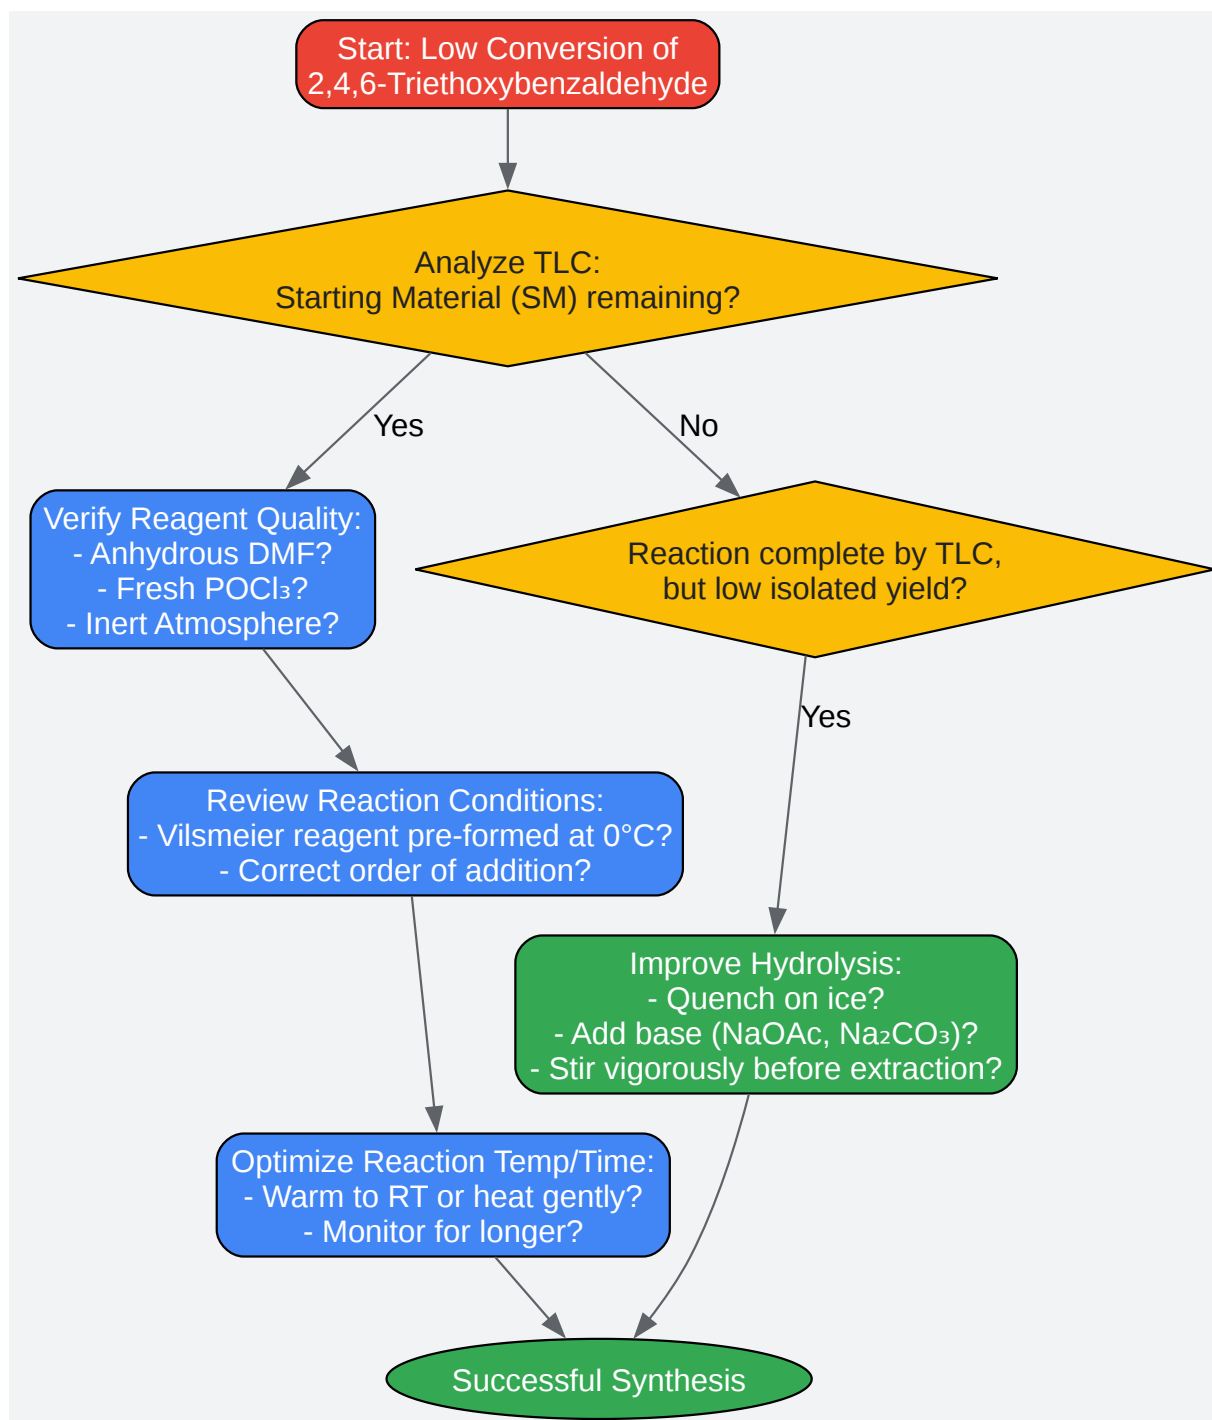 Start: Low Conversion of
2,4,6-Triethoxybenzaldehyde
Analyze TLC:
Starting Material (SM) remaining?
Yes
No
Verify Reagent Quality:
- Anhydrous DMF?
- Fresh POCl₃?
- Inert Atmosphere?
Reaction complete by TLC,
but low isolated yield?
Yes
Review Reaction Conditions:
- Vilsmeier reagent pre-formed at 0°C?
- Correct order of addition?
Improve Hydrolysis:
- Quench on ice?
- Add base (NaOAc, Na₂CO₃)?
- Stir vigorously before extraction?
Optimize Reaction Temp/Time:
- Warm to RT or heat gently?
- Monitor for longer?
Successful Synthesis